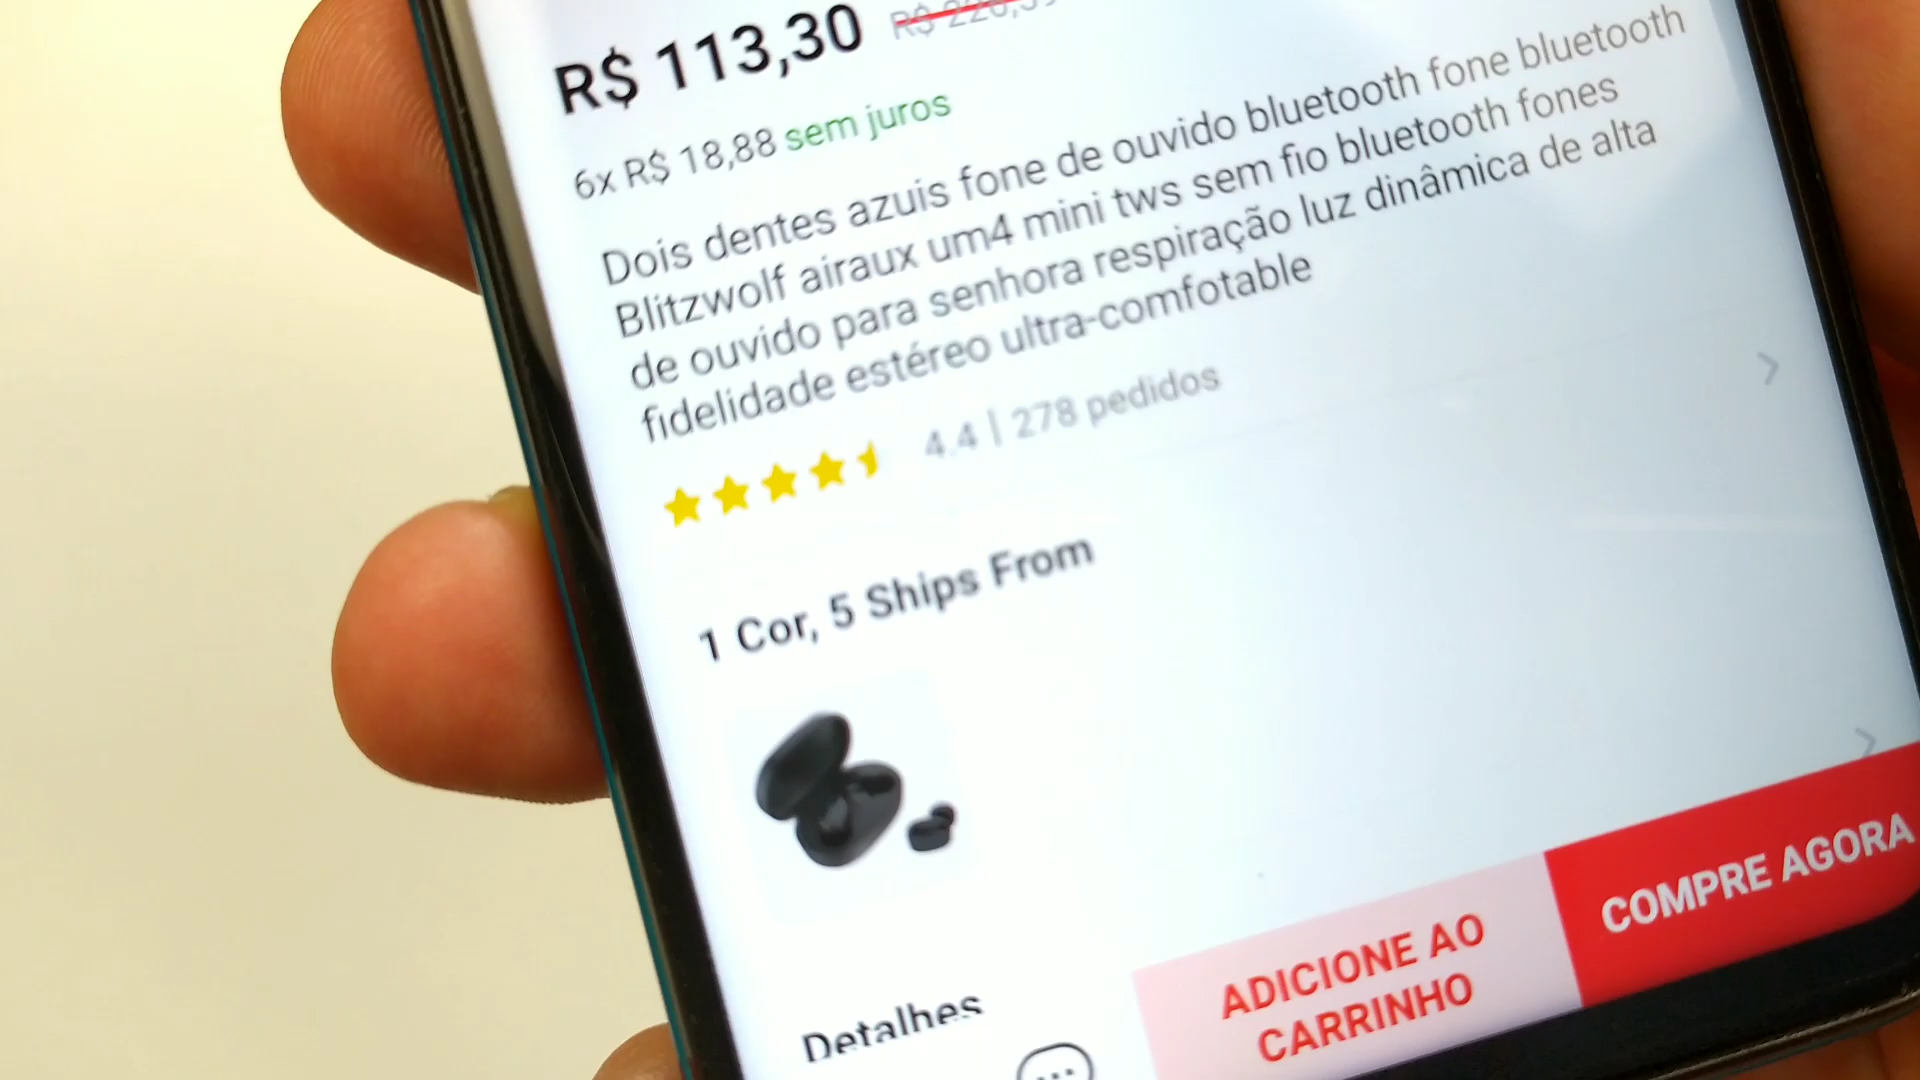 R$ 113,30
6x R$ 18,88 sem juros
Dois dentes azuis fone de ouvido bluetooth fone bluetooth
Blitzwolf airaux um4 mini tws sem fio bluetooth fones
de ouvido para senhora respiração luz dinâmica de alta
fidelidade estéreo ultra-comfotable
4.4 | 278 pedidos
1 Cor, 5 Ships From
Detalhes
ADICIONE AO
CARRINHO
COMPRE AGORA